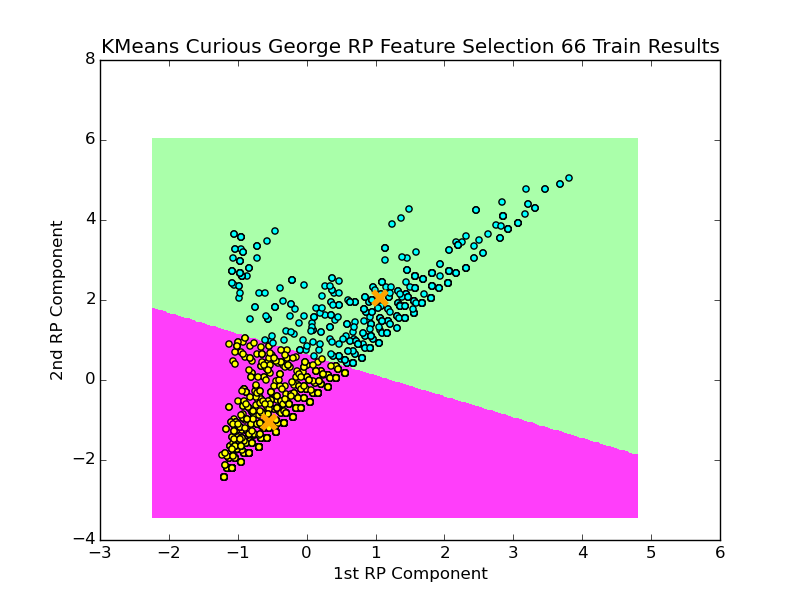 KMeans Curious George RP Feature Selection 66 Train Results
8
6
4
2
0
−2
−4
2nd RP Component
−3 −2 −1 0 1 2 3 4 5 6
1st RP Component